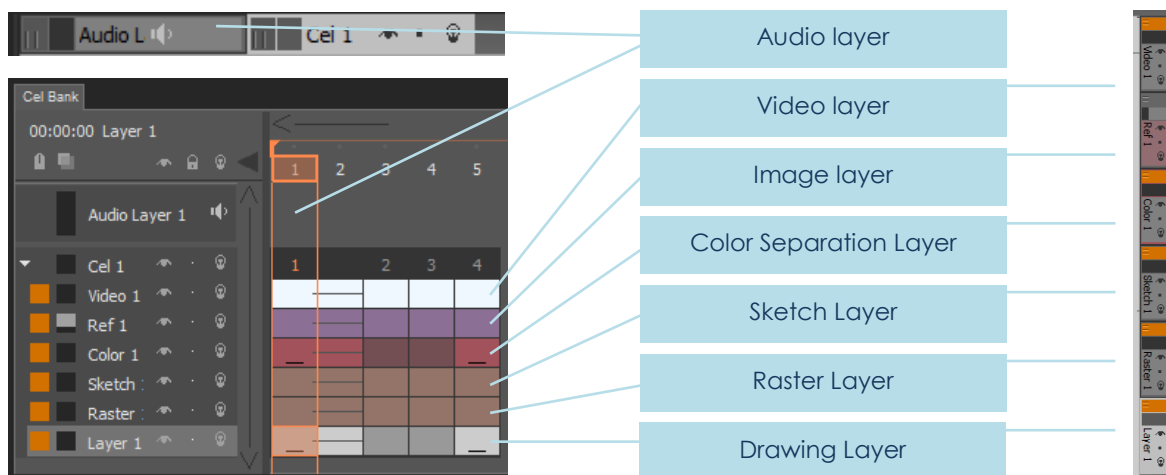 Audio L
Cel 1
Audio layer
Video layer
Image layer
Color Separation Layer
Sketch Layer
Raster Layer
Drawing Layer
Cel Bank
00:00:00 Layer 1
1 2 3 4 5
Audio Layer 1
Cel 1
1 2 3 4
Video 1
Ref 1
Color 1
Sketch
Raster
Layer 1
Video 1
Ref 1
Color 1
Sketch 1
Raster 1
Layer 1